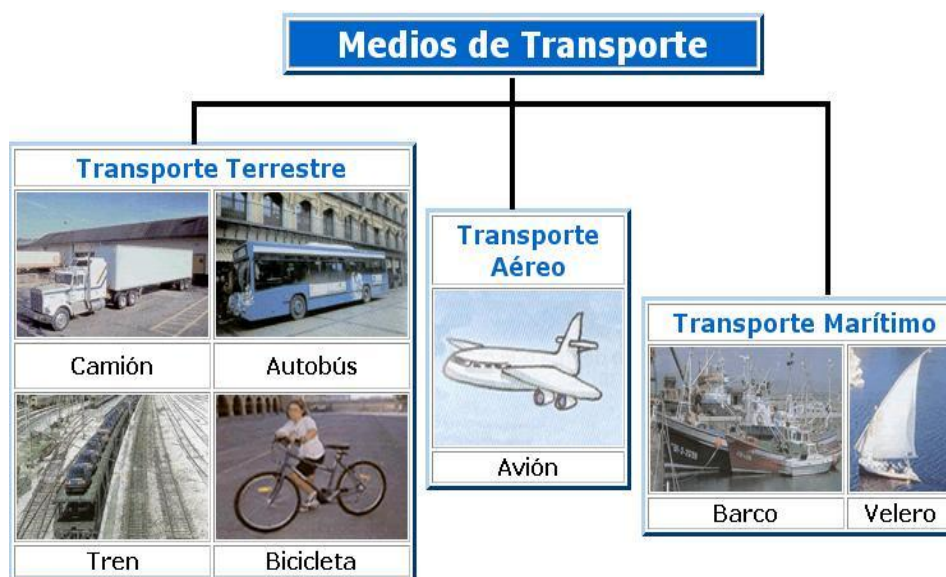 Medios de Transporte
Transporte Terrestre
Camión
Autobús
Tren
Bicicleta
Transporte
Aéreo
Avión
Transporte Marítimo
Barco
Velero